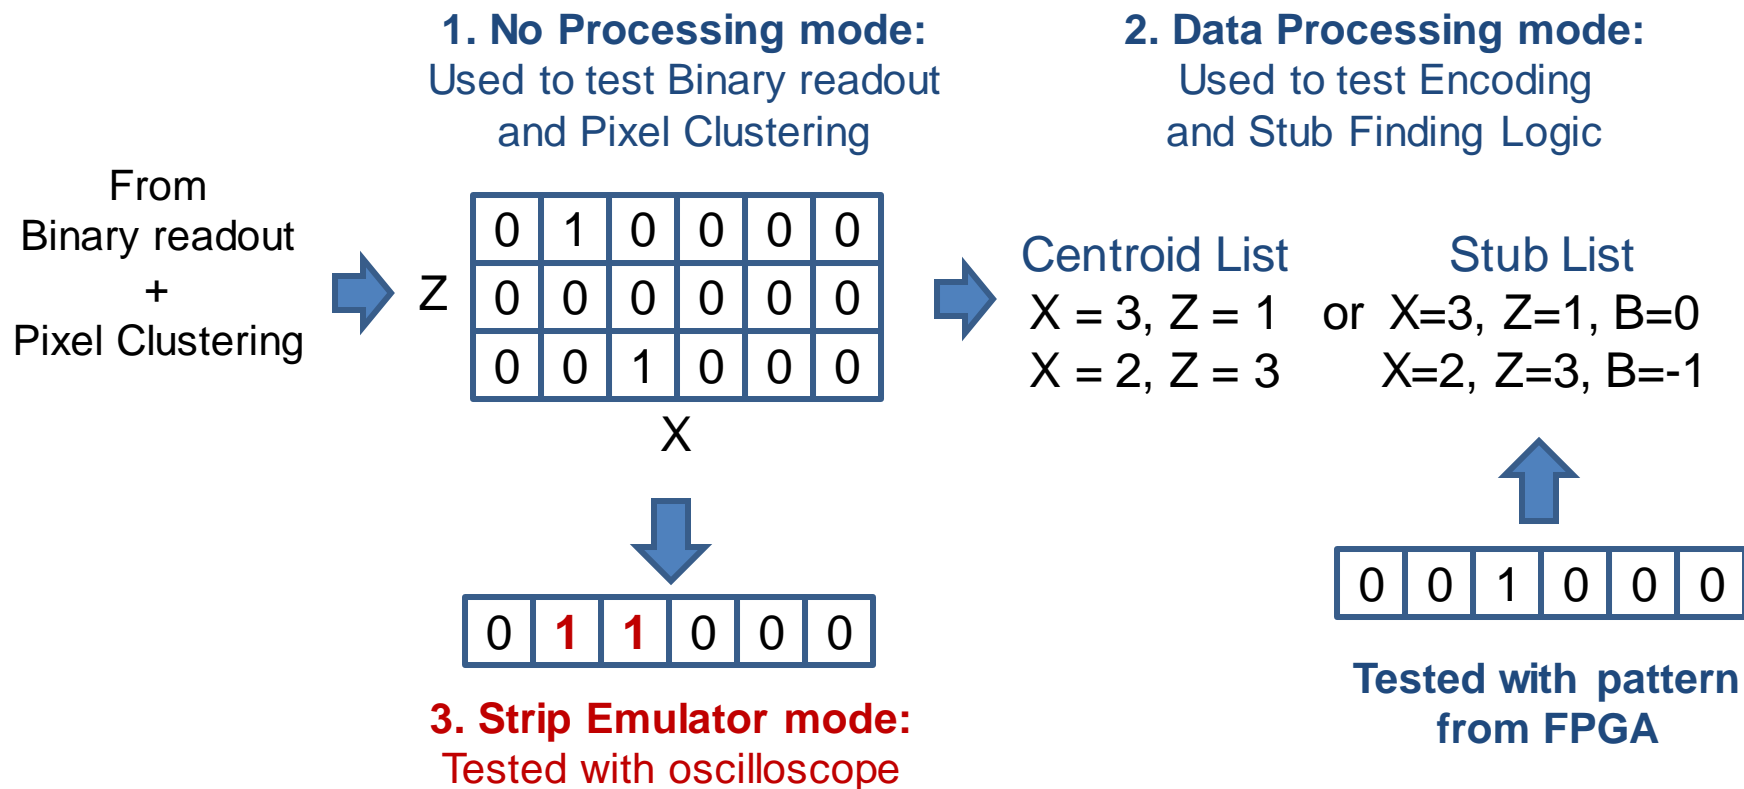 1. No Processing mode:
Used to test Binary readout
and Pixel Clustering
2. Data Processing mode:
Used to test Encoding
and Stub Finding Logic
From
Binary readout
+
Pixel Clustering
Z
0 1 0 0 0 0
0 0 0 0 0 0
0 0 1 0 0 0
X
Centroid List
X = 3, Z = 1
X = 2, Z = 3
or
Stub List
X=3, Z=1, B=0
X=2, Z=3, B=-1
0 1 1 0 0 0
3. Strip Emulator mode:
Tested with oscilloscope
0 0 1 0 0 0
Tested with pattern
from FPGA